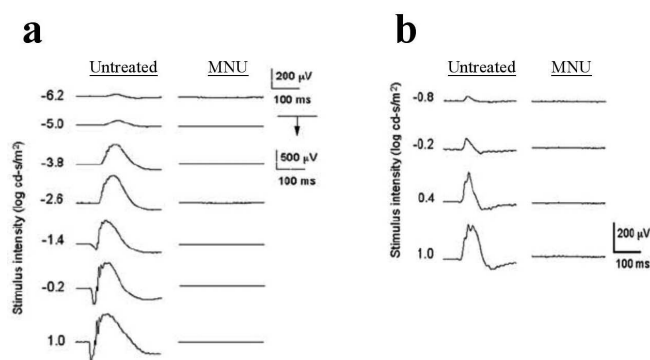 a
Untreated MNU
200 µV
100 ms
500 µV
100 ms
Stimulus intensity (log cd-s/m²)
-6.2
-5.0
-3.8
-2.6
-1.4
-0.2
1.0
b
Untreated MNU
Stimulus intensity (log cd-s/m²)
-0.8
-0.2
0.4
1.0
200 µV
100 ms